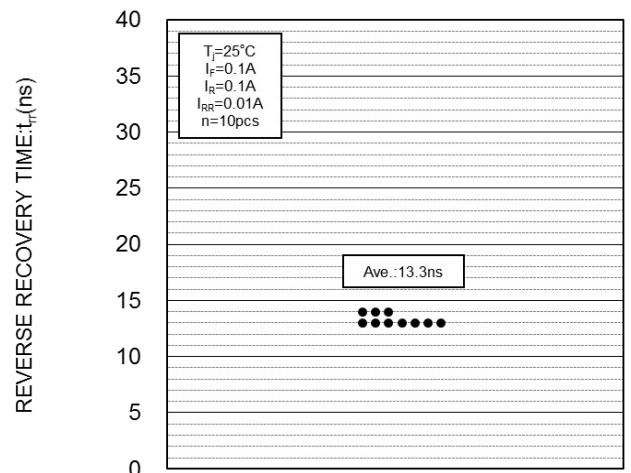 REVERSE RECOVERY TIME:trr(ns)
40
35
30
25
20
15
10
5
0
Tj=25°C
IF=0.1A
IR=0.1A
IRR=0.01A
n=10pcs
Ave.:13.3ns